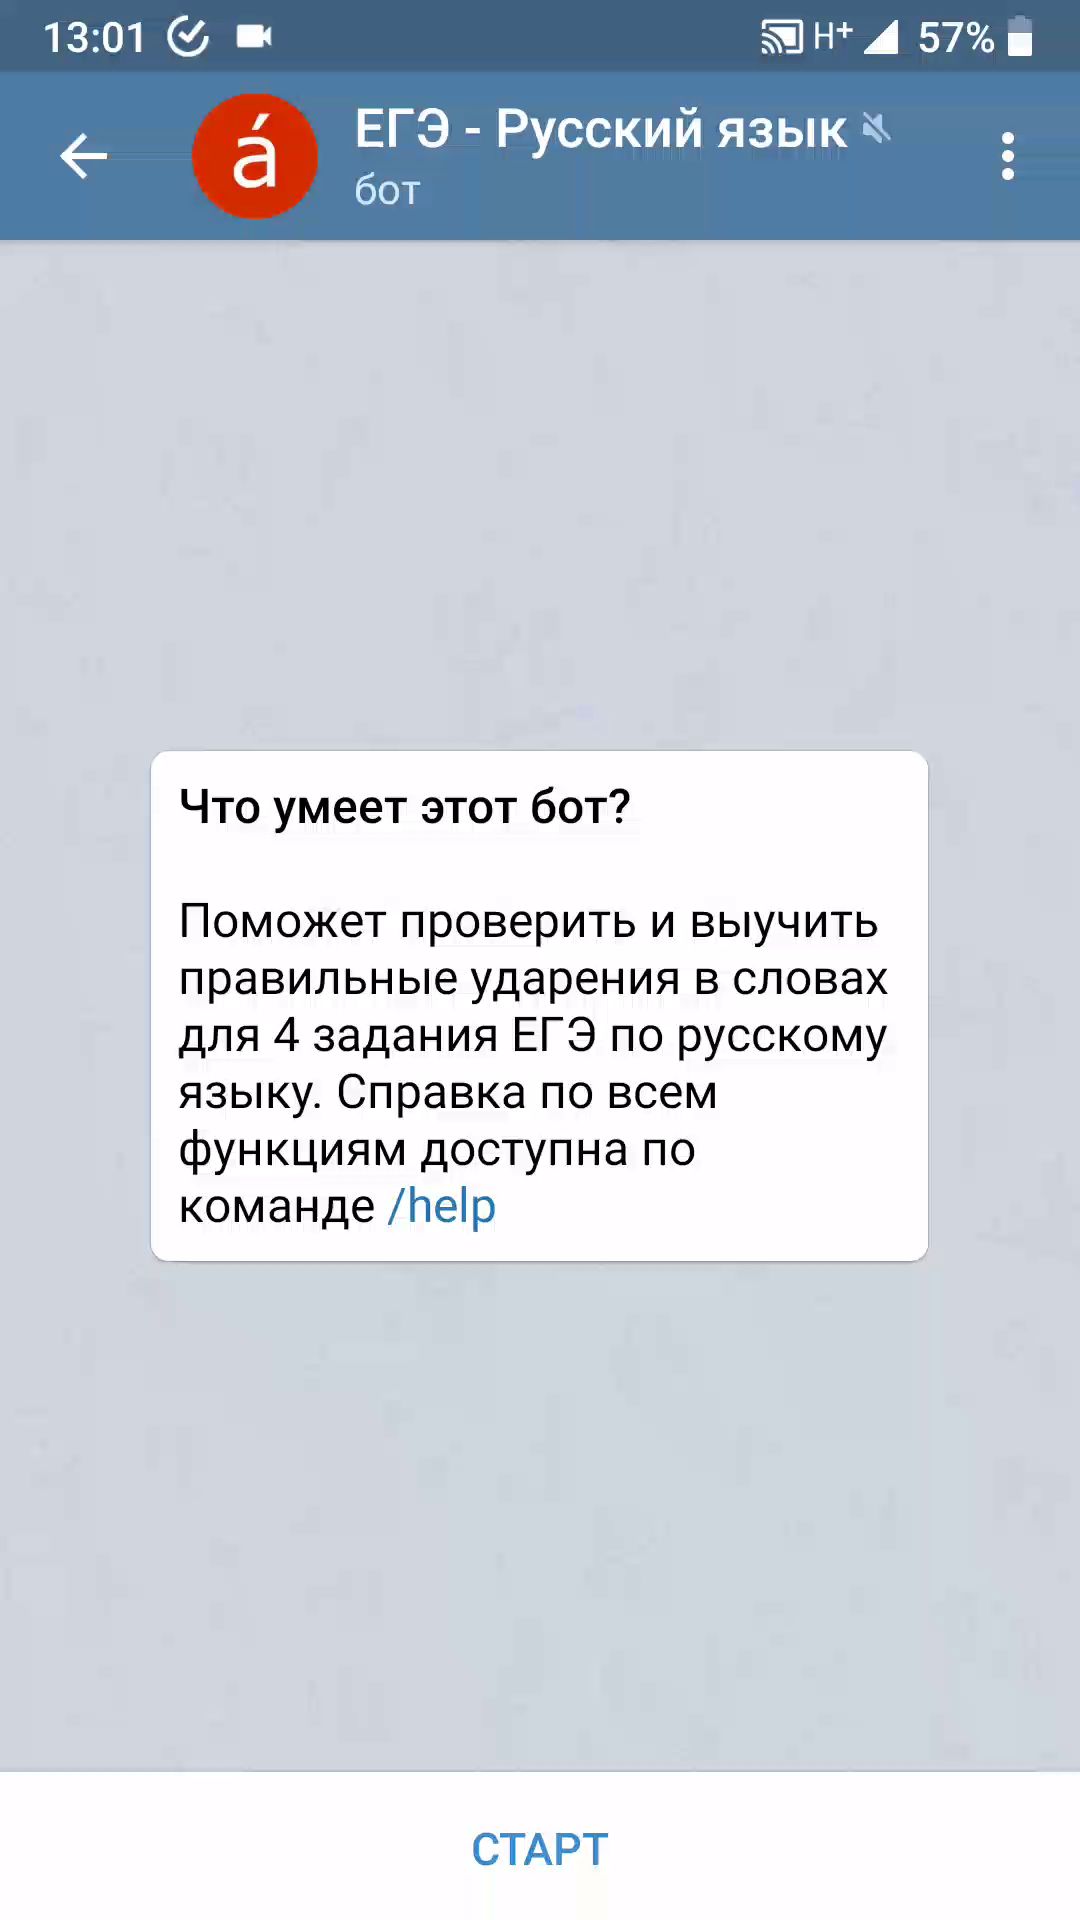 13:01 H+ 57%
á
ЕГЭ - Русский язык
бот
Что умеет этот бот?
Поможет проверить и выучить
правильные ударения в словах
для 4 задания ЕГЭ по русскому
языку. Справка по всем
функциям доступна по
команде /help
СТАРТ